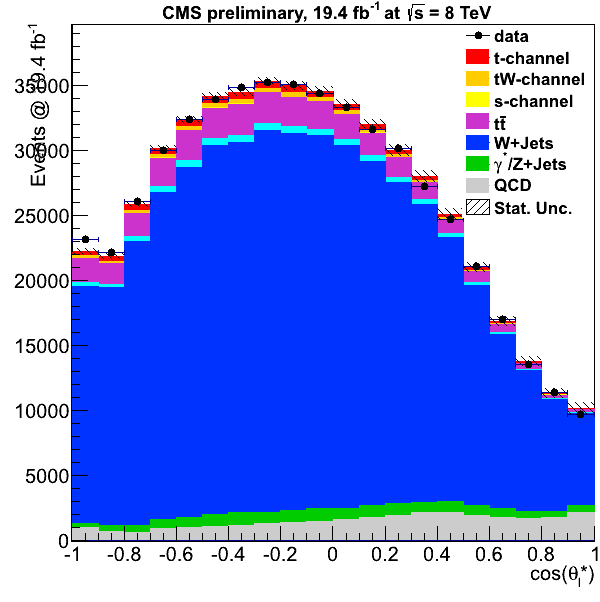 CMS preliminary, 19.4 fb⁻¹ at √s = 8 TeV
Events @ 19.4 fb⁻¹
data
t-channel
tW-channel
s-channel
tt̄
W+Jets
γ*/Z+Jets
QCD
Stat. Unc.
35000
30000
25000
20000
15000
10000
5000
0
-1 -0.8 -0.6 -0.4 -0.2 0 0.2 0.4 0.6 0.8 1
cos(θₗ*)